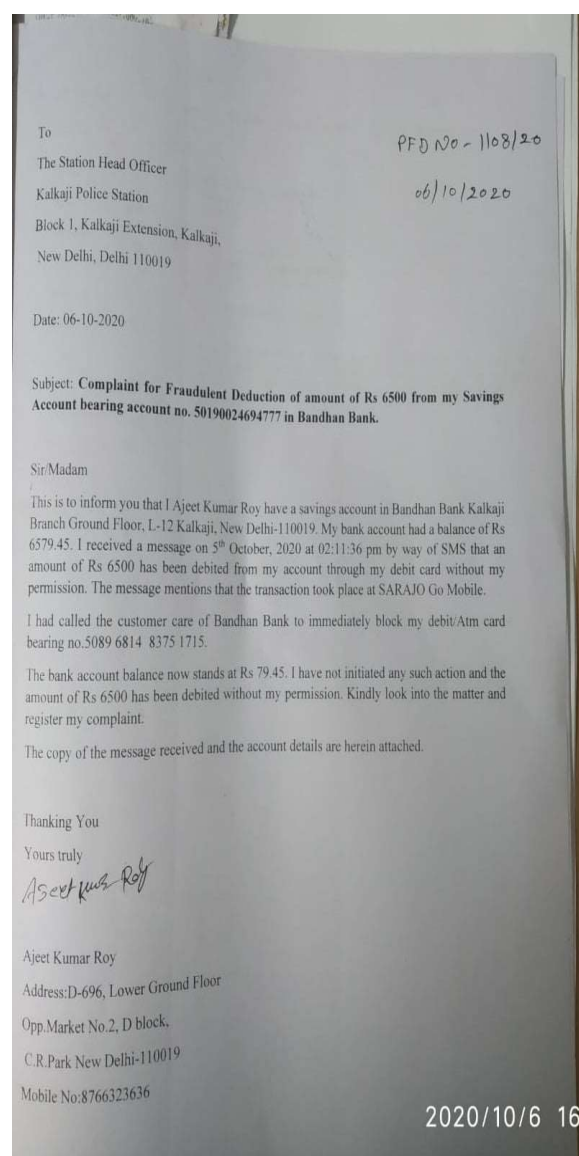 To
PFD No - 1108/20
The Station Head Officer
Kalkaji Police Station
06/10/2020
Block 1, Kalkaji Extension, Kalkaji,
New Delhi, Delhi 110019
Date: 06-10-2020
Subject: Complaint for Fraudulent Deduction of amount of Rs 6500 from my Savings
Account bearing account no. 50190024694777 in Bandhan Bank.
Sir/Madam
This is to inform you that I Ajeet Kumar Roy have a savings account in Bandhan Bank Kalkaji
Branch Ground Floor, L-12 Kalkaji, New Delhi-110019. My bank account had a balance of Rs
6579.45. I received a message on 5th October, 2020 at 02:11:36 pm by way of SMS that an
amount of Rs 6500 has been debited from my account through my debit card without my
permission. The message mentions that the transaction took place at SARAJO Go Mobile.
I had called the customer care of Bandhan Bank to immediately block my debit/Atm card
bearing no.5089 6814 8375 1715.
The bank account balance now stands at Rs 79.45. I have not initiated any such action and the
amount of Rs 6500 has been debited without my permission. Kindly look into the matter and
register my complaint.
The copy of the message received and the account details are herein attached.
Thanking You
Yours truly
Ajeet Kumar Roy
Ajeet Kumar Roy
Address:D-696, Lower Ground Floor
Opp.Market No.2, D block,
C.R.Park New Delhi-110019
Mobile No:8766323636
2020/10/6 16